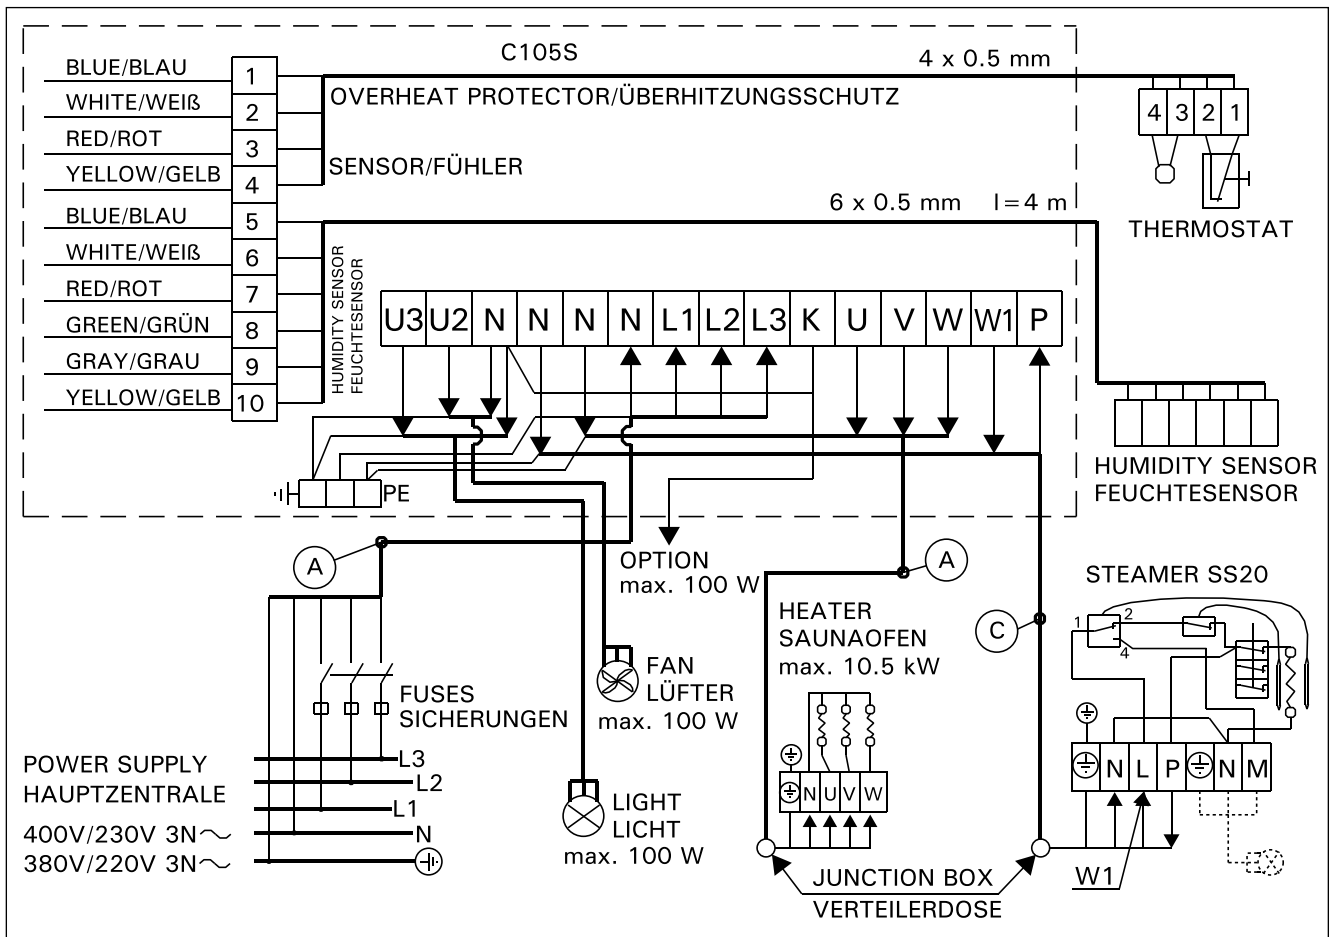 C105S
4 x 0.5 mm
BLUE/BLAU 1
WHITE/WEIß 2
RED/ROT 3
YELLOW/GELB 4
BLUE/BLAU 5
WHITE/WEIß 6
RED/ROT 7
GREEN/GRÜN 8
GRAY/GRAU 9
YELLOW/GELB 10
OVERHEAT PROTECTOR/ÜBERHITZUNGSSCHUTZ
SENSOR/FÜHLER
4 3 2 1
THERMOSTAT
6 x 0.5 mm l=4 m
HUMIDITY SENSOR
FEUCHTESENSOR
U3 U2 N N N N L1 L2 L3 K U V W W1 P
HUMIDITY SENSOR
FEUCHTESENSOR
PE
A
OPTION
max. 100 W
A
HEATER
SAUNAOFEN
max. 10.5 kW
C
STEAMER SS20
1 2
4
FAN
LÜFTER
max. 100 W
FUSES
SICHERUNGEN
POWER SUPPLY
HAUPTZENTRALE
400V/230V 3N~
380V/220V 3N~
L3
L2
L1
N
N U V W
N L P N M
LIGHT
LICHT
max. 100 W
W1
JUNCTION BOX
VERTEILERDOSE